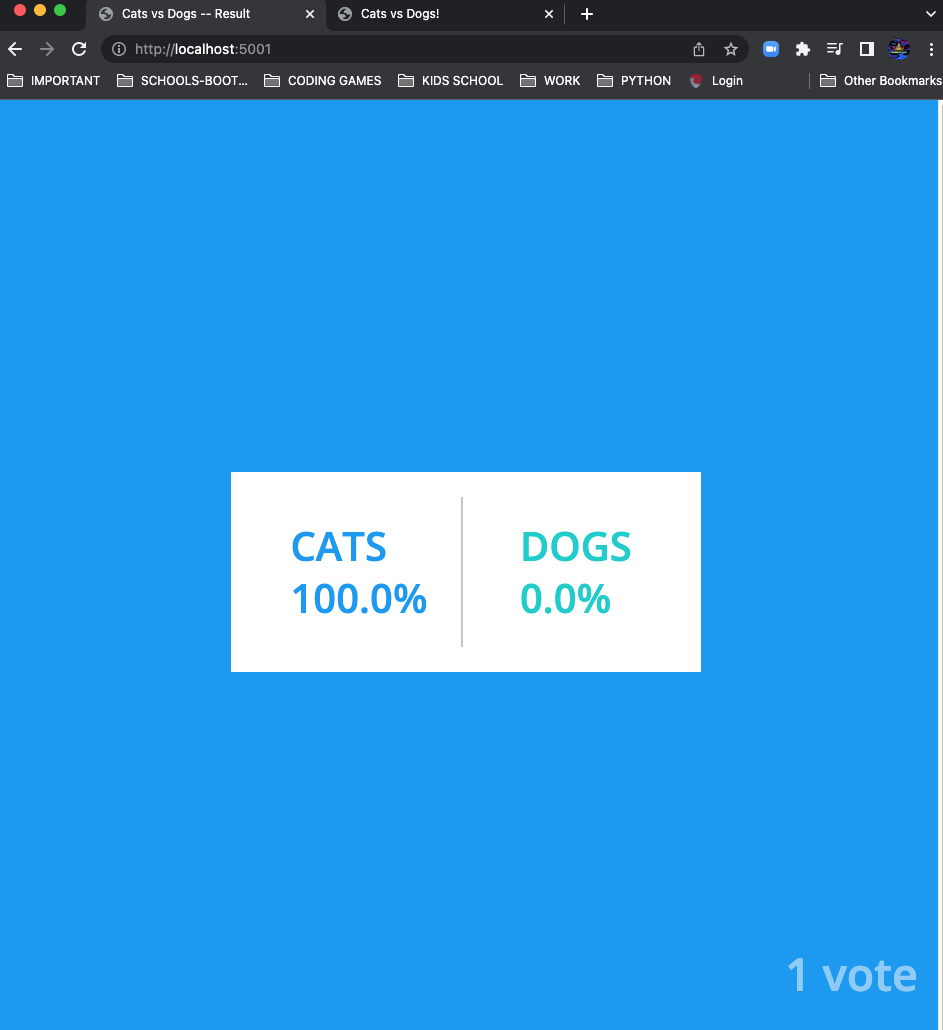 Cats vs Dogs -- Result
Cats vs Dogs!
http://localhost:5001
IMPORTANT
SCHOOLS-BOOT...
CODING GAMES
KIDS SCHOOL
WORK
PYTHON
Login
Other Bookmarks
CATS
100.0%
DOGS
0.0%
1 vote